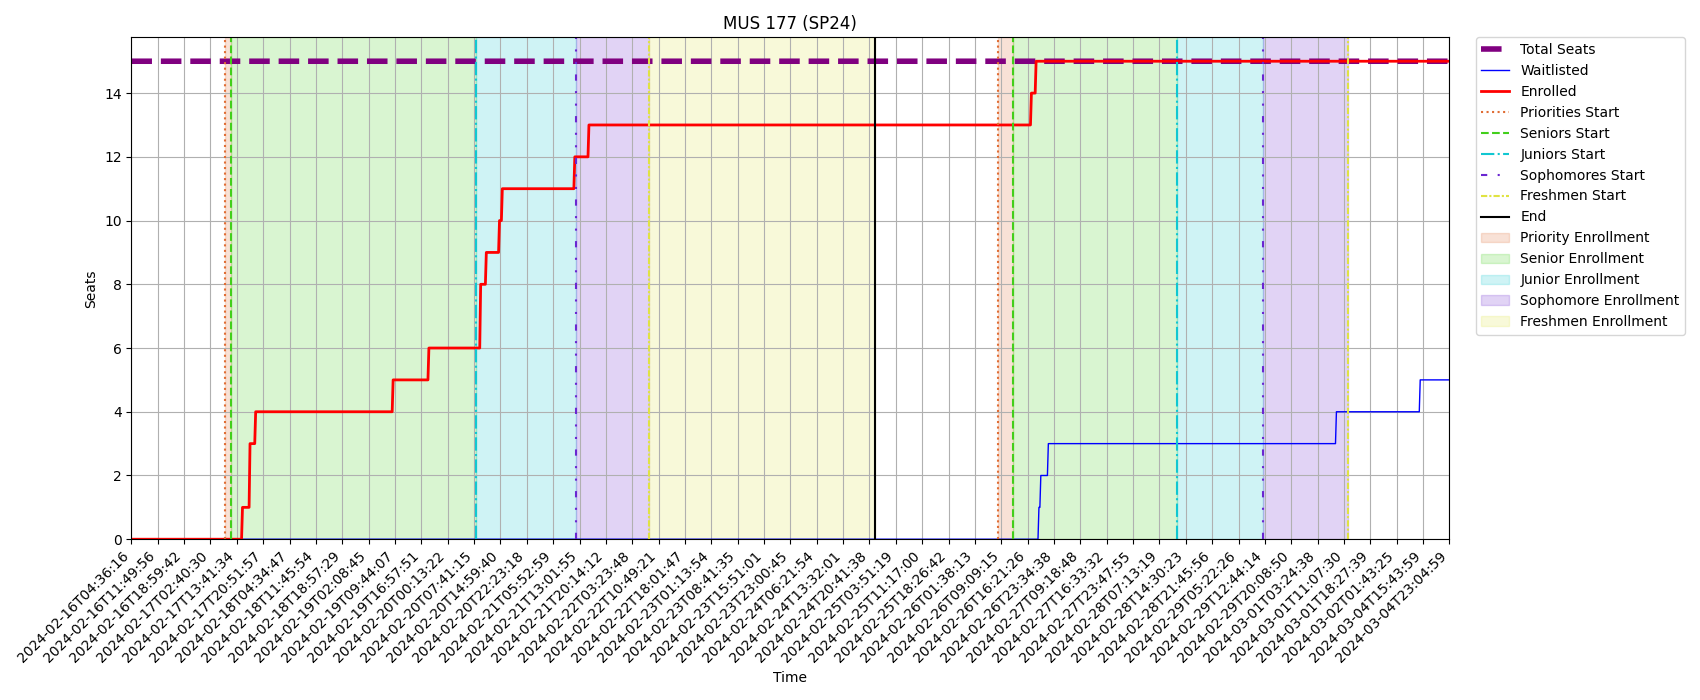 MUS 177 (SP24)
Total Seats
Waitlisted
Enrolled
Priorities Start
Seniors Start
Juniors Start
Sophomores Start
Freshmen Start
End
Priority Enrollment
Senior Enrollment
Junior Enrollment
Sophomore Enrollment
Freshmen Enrollment
Seats
14
12
10
8
6
4
2
0
2024-02-16T04:36:16
2024-02-16T11:49:56
2024-02-16T18:59:42
2024-02-17T02:40:30
2024-02-17T13:41:34
2024-02-17T20:51:57
2024-02-18T04:34:47
2024-02-18T11:45:54
2024-02-18T18:57:29
2024-02-19T02:08:45
2024-02-19T09:44:07
2024-02-19T16:57:51
2024-02-20T00:13:22
2024-02-20T07:41:15
2024-02-20T14:59:40
2024-02-20T22:23:18
2024-02-21T05:52:59
2024-02-21T13:01:55
2024-02-21T20:14:12
2024-02-22T03:23:48
2024-02-22T10:49:21
2024-02-22T18:01:47
2024-02-23T01:13:54
2024-02-23T08:41:35
2024-02-23T15:51:01
2024-02-23T23:00:45
2024-02-24T06:21:54
2024-02-24T13:32:01
2024-02-24T20:41:38
2024-02-25T03:51:19
2024-02-25T11:17:00
2024-02-25T18:26:42
2024-02-26T01:38:13
2024-02-26T09:09:15
2024-02-26T16:21:26
2024-02-26T23:34:38
2024-02-27T09:18:48
2024-02-27T16:33:32
2024-02-27T23:47:55
2024-02-28T07:13:19
2024-02-28T14:30:23
2024-02-28T21:45:56
2024-02-29T05:22:26
2024-02-29T12:44:14
2024-02-29T20:08:50
2024-03-01T03:24:38
2024-03-01T11:07:30
2024-03-01T18:27:39
2024-03-02T01:43:25
2024-03-04T15:43:59
2024-03-04T23:04:59
Time